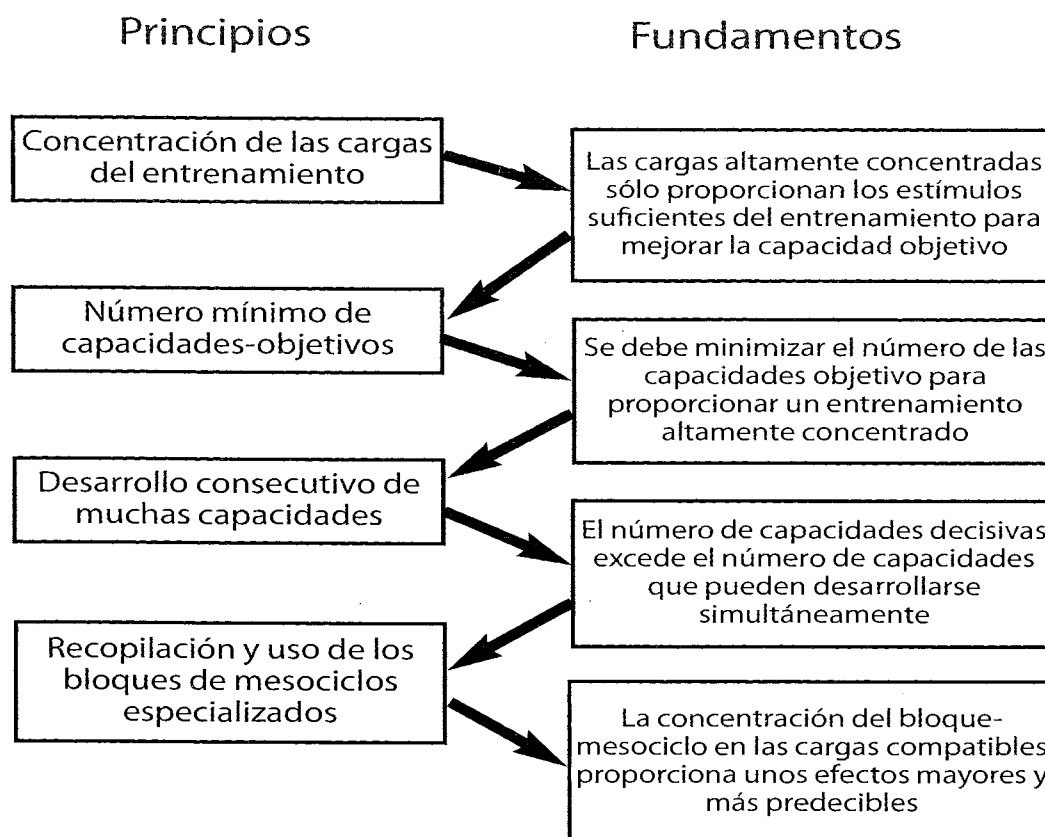 Principios
Fundamentos
Concentración de las cargas
del entrenamiento
Las cargas altamente concentradas
sólo proporcionan los estímulos
suficientes del entrenamiento para
mejorar la capacidad objetivo
Número mínimo de
capacidades-objetivos
Se debe minimizar el número de las
capacidades objetivo para
proporcionar un entrenamiento
altamente concentrado
Desarrollo consecutivo de
muchas capacidades
El número de capacidades decisivas
excede el número de capacidades
que pueden desarrollarse
simultáneamente
Recopilación y uso de los
bloques de mesociclos
especializados
La concentración del bloque-
mesociclo en las cargas compatibles
proporciona unos efectos mayores y
más predecibles